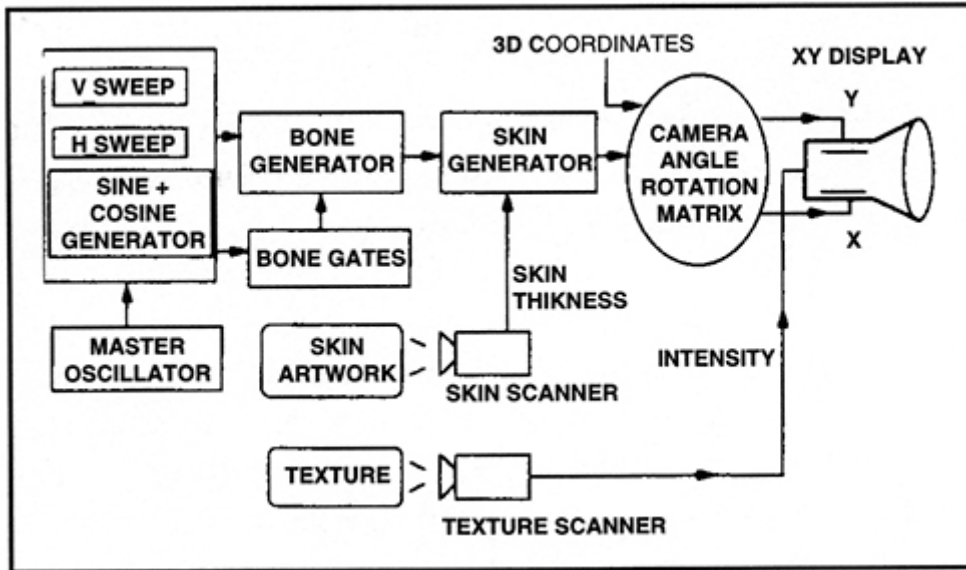 3D COORDINATES
XY DISPLAY
V SWEEP
H SWEEP
SINE +
COSINE
GENERATOR
BONE
GENERATOR
SKIN
GENERATOR
CAMERA
ANGLE
ROTATION
MATRIX
Y
X
BONE GATES
SKIN
THIKNESS
MASTER
OSCILLATOR
SKIN
ARTWORK
SKIN SCANNER
INTENSITY
TEXTURE
TEXTURE SCANNER